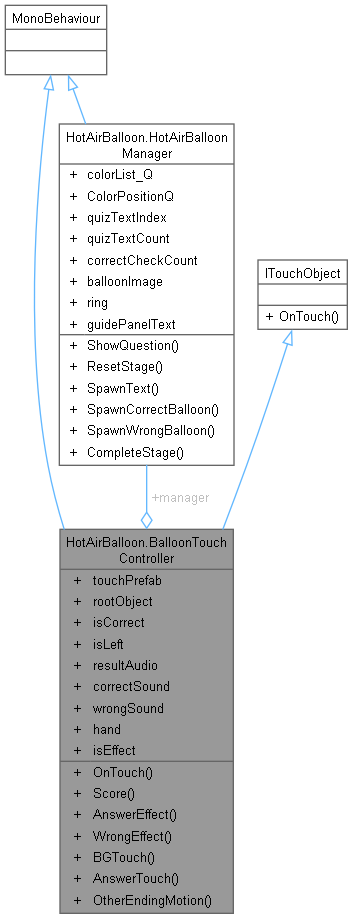 MonoBehaviour
HotAirBalloon.HotAirBalloon
Manager
+ colorList_Q
+ ColorPositionQ
+ quizTextIndex
+ quizTextCount
+ correctCheckCount
+ balloonImage
+ ring
+ guidePanelText
+ ShowQuestion()
+ ResetStage()
+ SpawnText()
+ SpawnCorrectBalloon()
+ SpawnWrongBalloon()
+ CompleteStage()
ITouchObject
+ OnTouch()
+manager
HotAirBalloon.BalloonTouch
Controller
+ touchPrefab
+ rootObject
+ isCorrect
+ isLeft
+ resultAudio
+ correctSound
+ wrongSound
+ hand
+ isEffect
+ OnTouch()
+ Score()
+ AnswerEffect()
+ WrongEffect()
+ BGTouch()
+ AnswerTouch()
+ OtherEndingMotion()